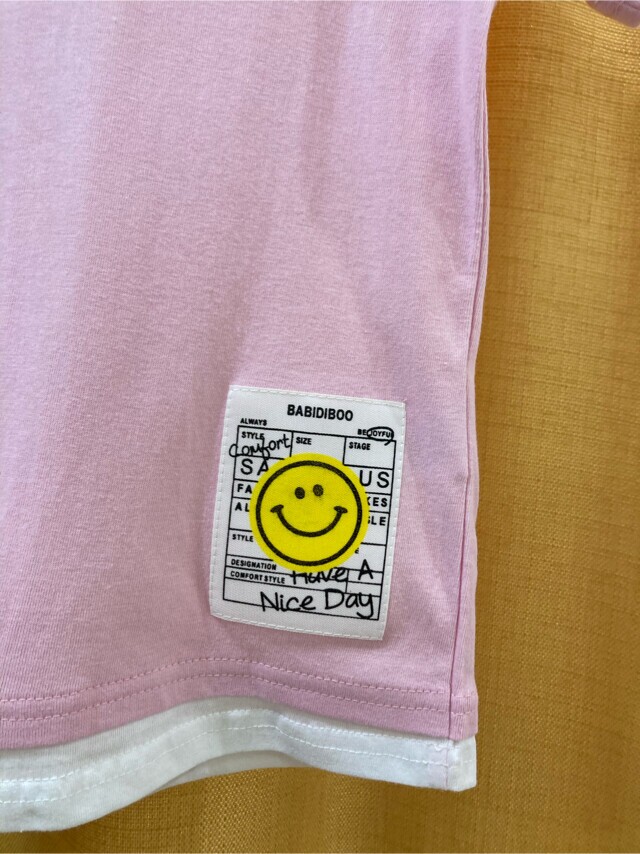 BABIDIBOO
ALWAYS BE JOYFUL
STYLE SIZE STAGE
comfort
SA US
FA KES
AL GLE
STYLE
DESIGNATION
COMFORT STYLE
Have A
Nice Day